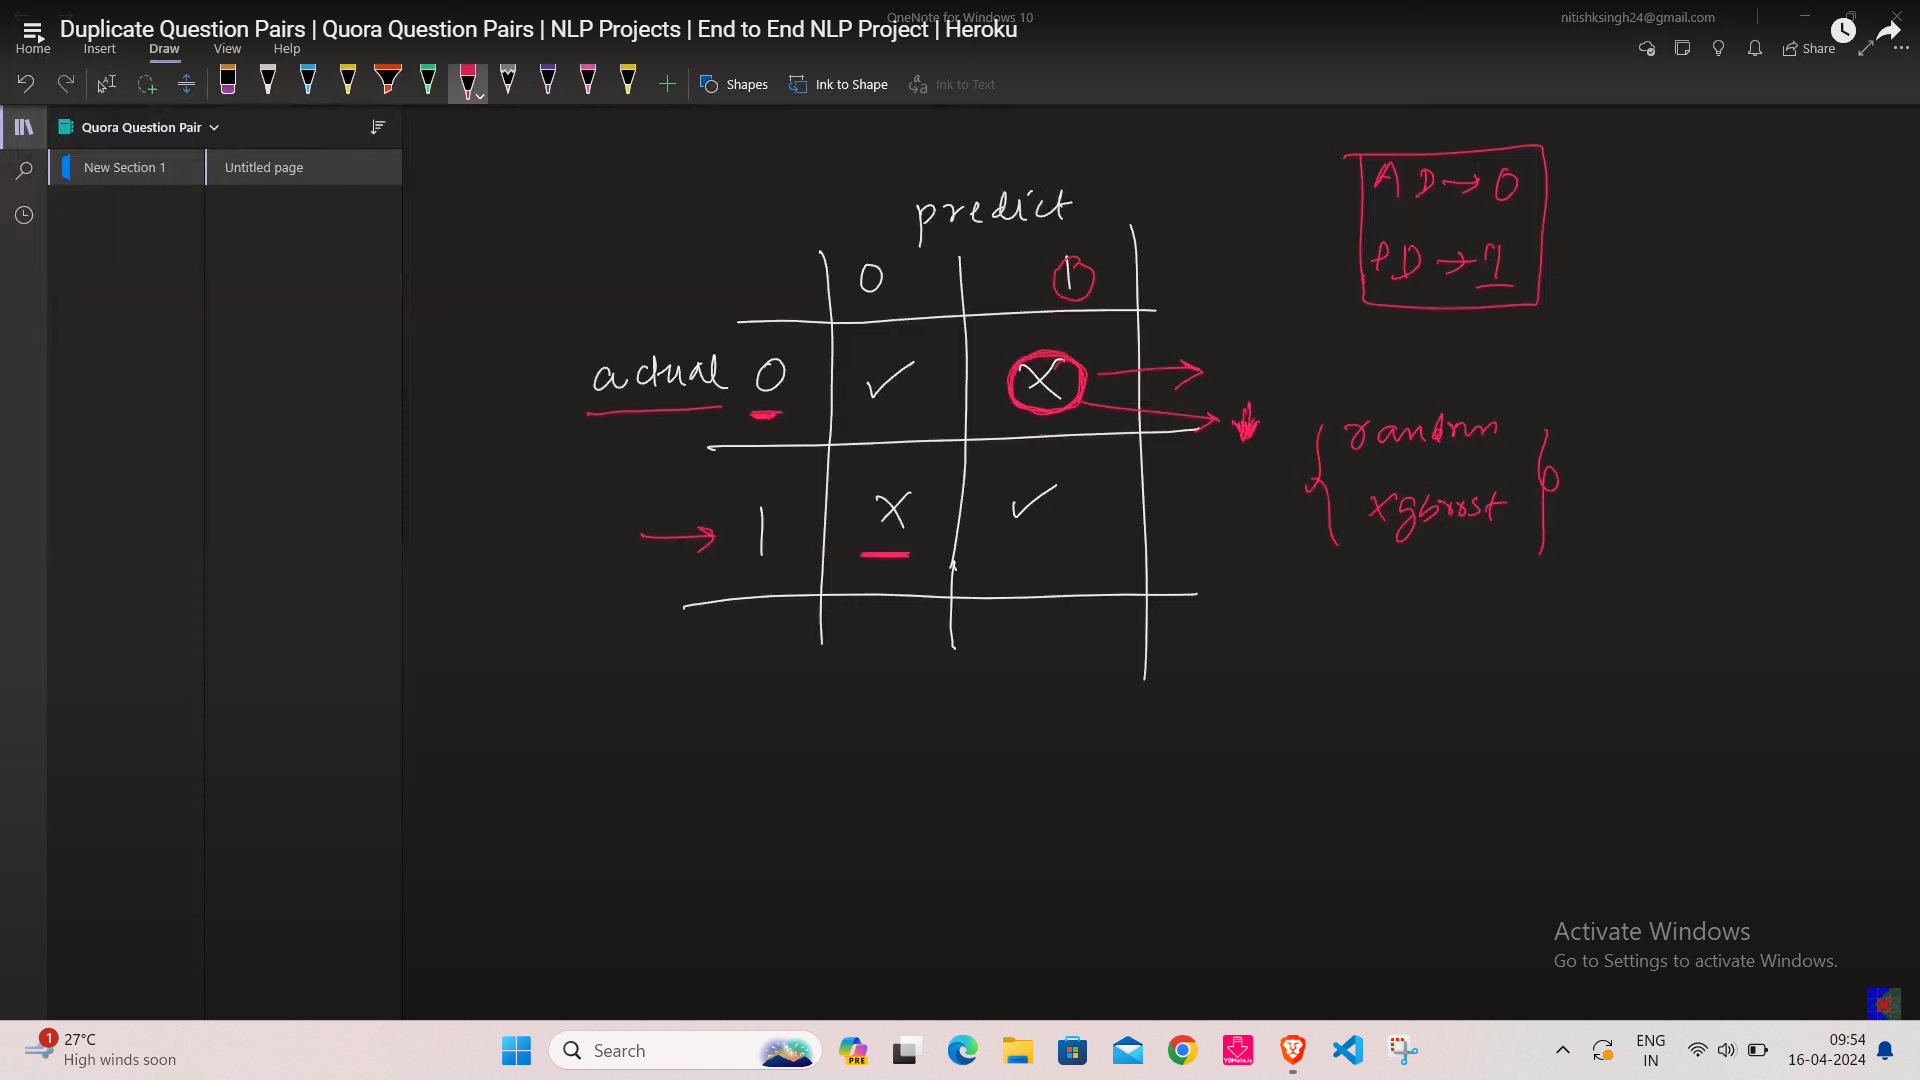 Duplicate Question Pairs | Quora Question Pairs | NLP Projects | End to End NLP Project | Heroku
OneNote for Windows 10
nitishksingh24@gmail.com
Home Insert Draw View Help
Share
Shapes
Ink to Shape
Ink to Text
Quora Question Pair
New Section 1
Untitled page
predict
0 1
actual 0
1
A D → 0
PD → 1
xgboost
Activate Windows
Go to Settings to activate Windows.
1
27°C
High winds soon
Search
PRE
ENG
IN
09:54
16-04-2024